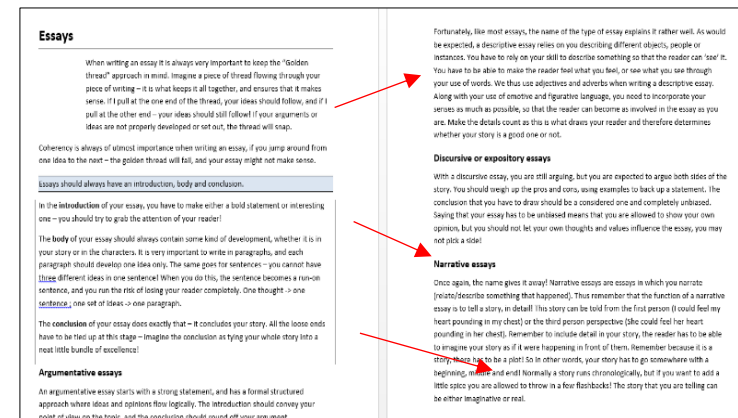 Essays
When writing an essay it is always very important to keep the "Golden
thread" approach in mind. Imagine a piece of thread flowing through your
piece of writing – it is what keeps it all together, and ensures that it makes
sense. If I pull at the one end of the thread, your ideas should follow, and if I
pull at the other end – your ideas should still follow! If your arguments or
ideas are not properly developed or set out, the thread will snap.
Coherency is always of utmost importance when writing an essay, if you jump around from
one idea to the next – the golden thread will fall, and your essay might not make sense.
Essays should always have an introduction, body and conclusion.
In the introduction of your essay, you have to make either a bold statement or interesting
one – you should try to grab the attention of your reader!
The body of your essay should always contain some kind of development, whether it is in
your story or in the characters. It is very important to write in paragraphs, and each
paragraph should develop one idea only. The same goes for sentences – you cannot have
three different ideas in one sentence! When you do this, the sentence becomes a run-on
sentence, and you run the risk of losing your reader completely. One thought -> one
sentence ; one set of ideas -> one paragraph.
The conclusion of your essay does exactly that – it concludes your story. All the loose ends
have to be tied up at this stage – imagine the conclusion as tying your whole story into a
neat little bundle of excellence!
Argumentative essays
An argumentative essay starts with a strong statement, and has a formal structured
approach where ideas and opinions flow logically. The introduction should convey your
point of view on the topic, and the conclusion should round off your argument.
Fortunately, like most essays, the name of the type of essay explains it rather well. As would
be expected, a descriptive essay relies on you describing different objects, people or
instances. You have to rely on your skill to describe something so that the reader can 'see' it.
You have to be able to make the reader feel what you feel, or see what you see through
your use of words. We thus use adjectives and adverbs when writing a descriptive essay.
Along with your use of emotive and figurative language, you need to incorporate your
senses as much as possible, so that the reader can become as involved in the essay as you
are. Make the details count as this is what draws your reader and therefore determines
whether your story is a good one or not.
Discursive or expository essays
With a discursive essay, you are still arguing, but you are expected to argue both sides of the
story. You should weigh up the pros and cons, using examples to back up a statement. The
conclusion that you have to draw should be a considered one and completely unbiased.
Saying that your essay has to be unbiased means that you are allowed to show your own
opinion, but you should not let your own thoughts and values influence the essay, you may
not pick a side!
Narrative essays
Once again, the name gives it away! Narrative essays are essays in which you narrate
(relate/describe something that happened). Thus remember that the function of a narrative
essay is to tell a story, in detail! This story can be told from the first person (I could feel my
heart pounding in my chest) or the third person perspective (She could feel her heart
pounding in her chest). Remember to include detail in your story, the reader has to be able
to imagine your story as if it were happening in front of them. Remember because it is a
story, there has to be a plot! So in other words, your story has to go somewhere with a
beginning, middle and end! Normally a story runs chronologically, but if you want to add a
little spice you are allowed to throw in a few flashbacks! The story that you are telling can
be either imaginative or real.